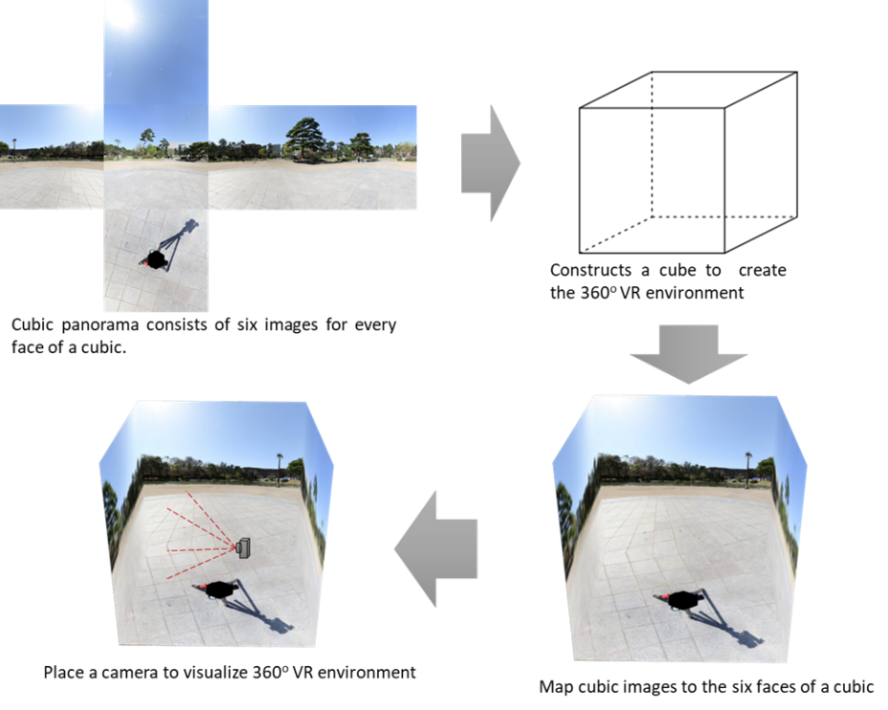 Cubic panorama consists of six images for every
face of a cubic.
Constructs a cube to create
the 360° VR environment
Place a camera to visualize 360° VR environment
Map cubic images to the six faces of a cubic